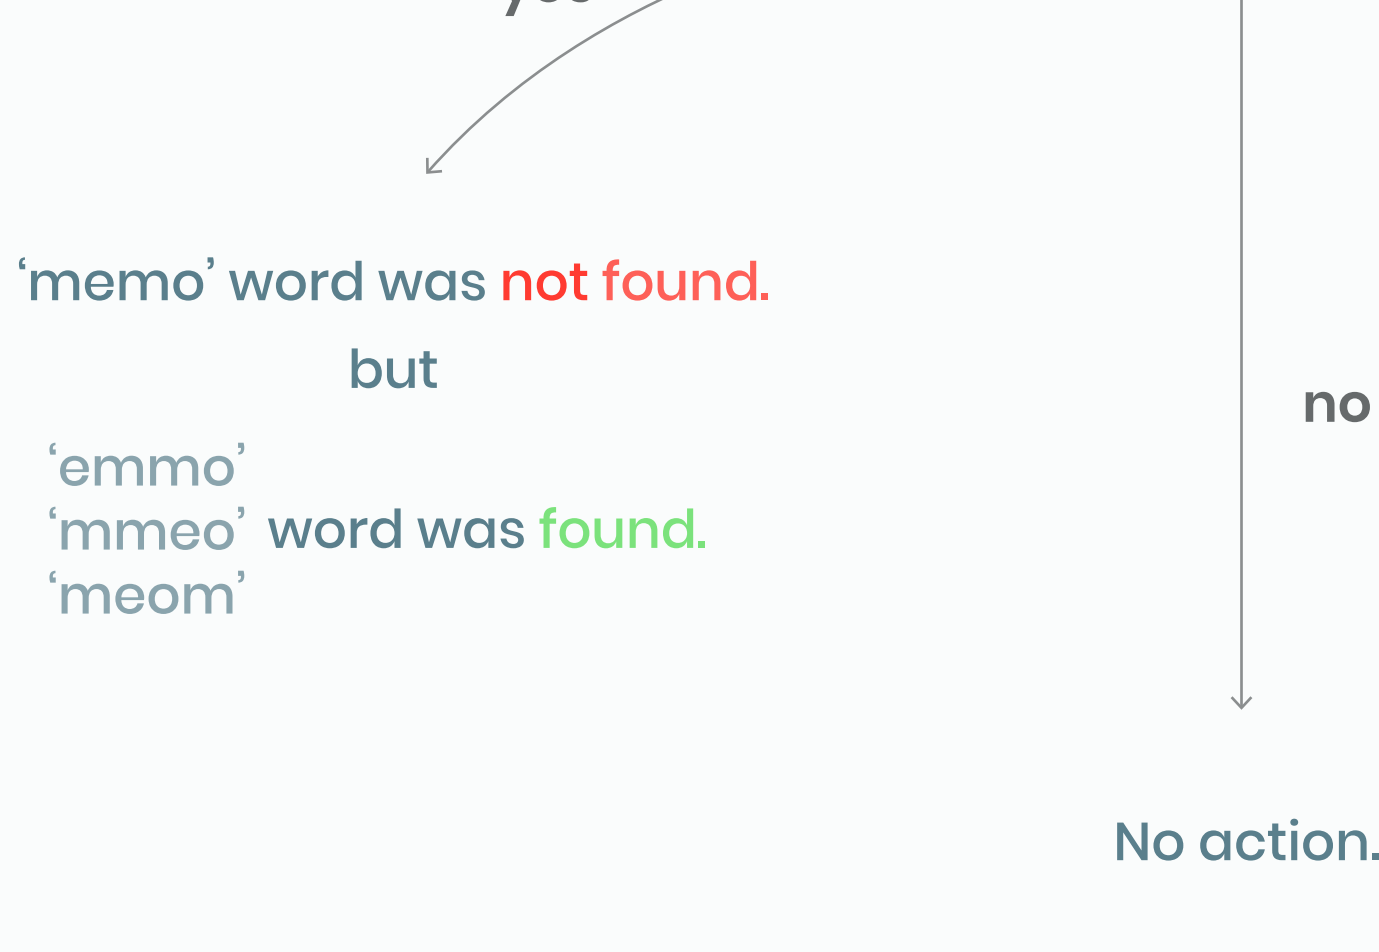 ‘memo’ word was not found.
but
‘emmo’
‘mmeo’ word was found.
‘meom’
no
No action.